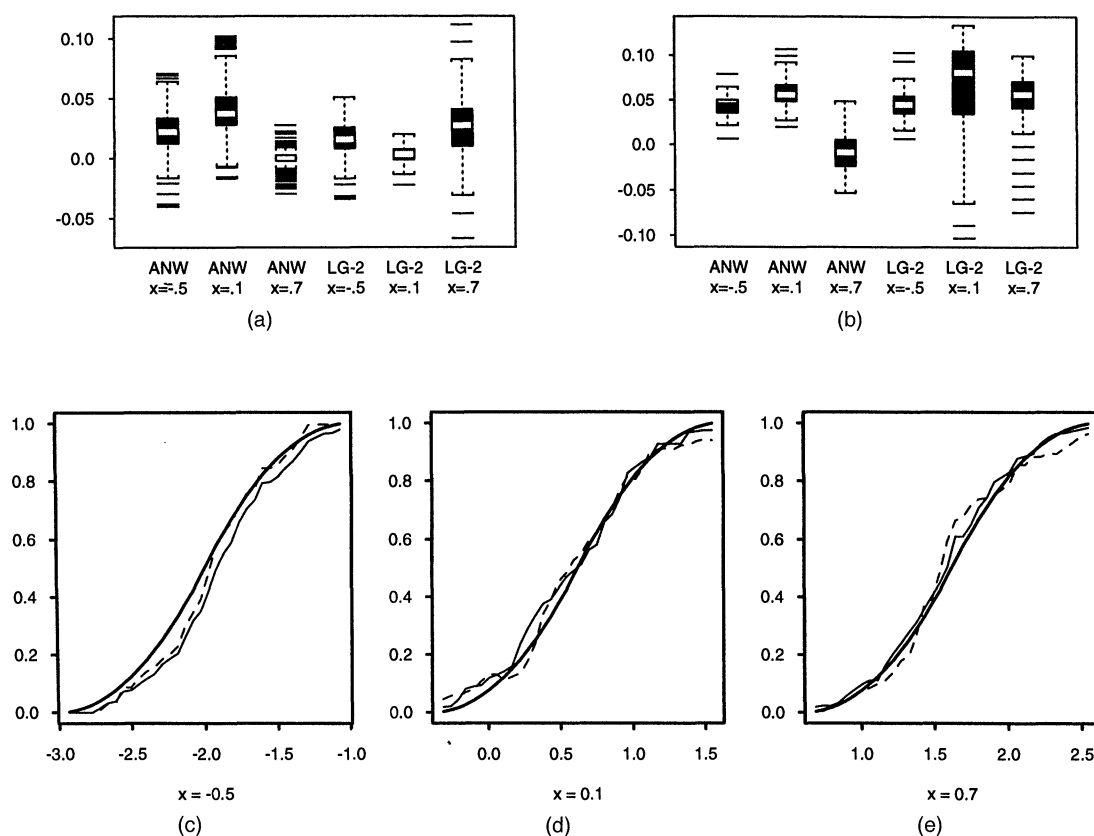 0.10
0.05
0.0
-0.05
ANW ANW ANW LG-2 LG-2 LG-2
x=-.5 x=.1 x=.7 x=-.5 x=.1 x=.7
(a)
0.10
0.05
0.0
-0.05
-0.10
ANW ANW ANW LG-2 LG-2 LG-2
x=-.5 x=.1 x=.7 x=-.5 x=.1 x=.7
(b)
1.0
0.8
0.6
0.4
0.2
0.0
-3.0 -2.5 -2.0 -1.5 -1.0
x = -0.5
(c)
1.0
0.8
0.6
0.4
0.2
0.0
0.0 0.5 1.0 1.5
x = 0.1
(d)
1.0
0.8
0.6
0.4
0.2
0.0
1.0 1.5 2.0 2.5
x = 0.7
(e)